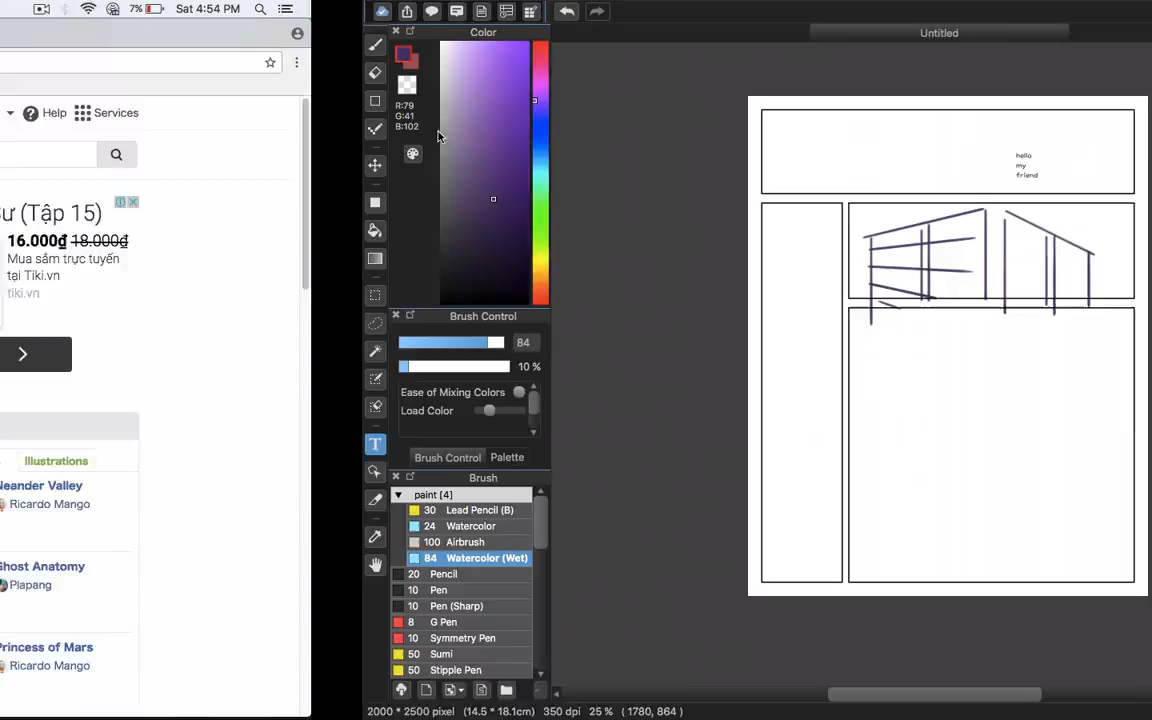 7%
Sat 4:54 PM
Help
Services
Sư (Tập 15)
16.000₫ 18.000₫
Mua sắm trực tuyến
tại Tiki.vn
tiki.vn
Illustrations
Neander Valley
Ricardo Mango
Ghost Anatomy
Plapang
Princess of Mars
Ricardo Mango
Color
R:79
G:41
B:102
Brush Control
84
10 %
Ease of Mixing Colors
Load Color
Brush Control
Palette
Brush
paint [4]
30 Lead Pencil (B)
24 Watercolor
100 Airbrush
84 Watercolor (Wet)
20 Pencil
10 Pen
10 Pen (Sharp)
8 G Pen
10 Symmetry Pen
50 Sumi
50 Stipple Pen
T
Untitled
hello
my
friend
2000 * 2500 pixel (14.5 * 18.1cm) 350 dpi 25 % ( 1780, 864 )